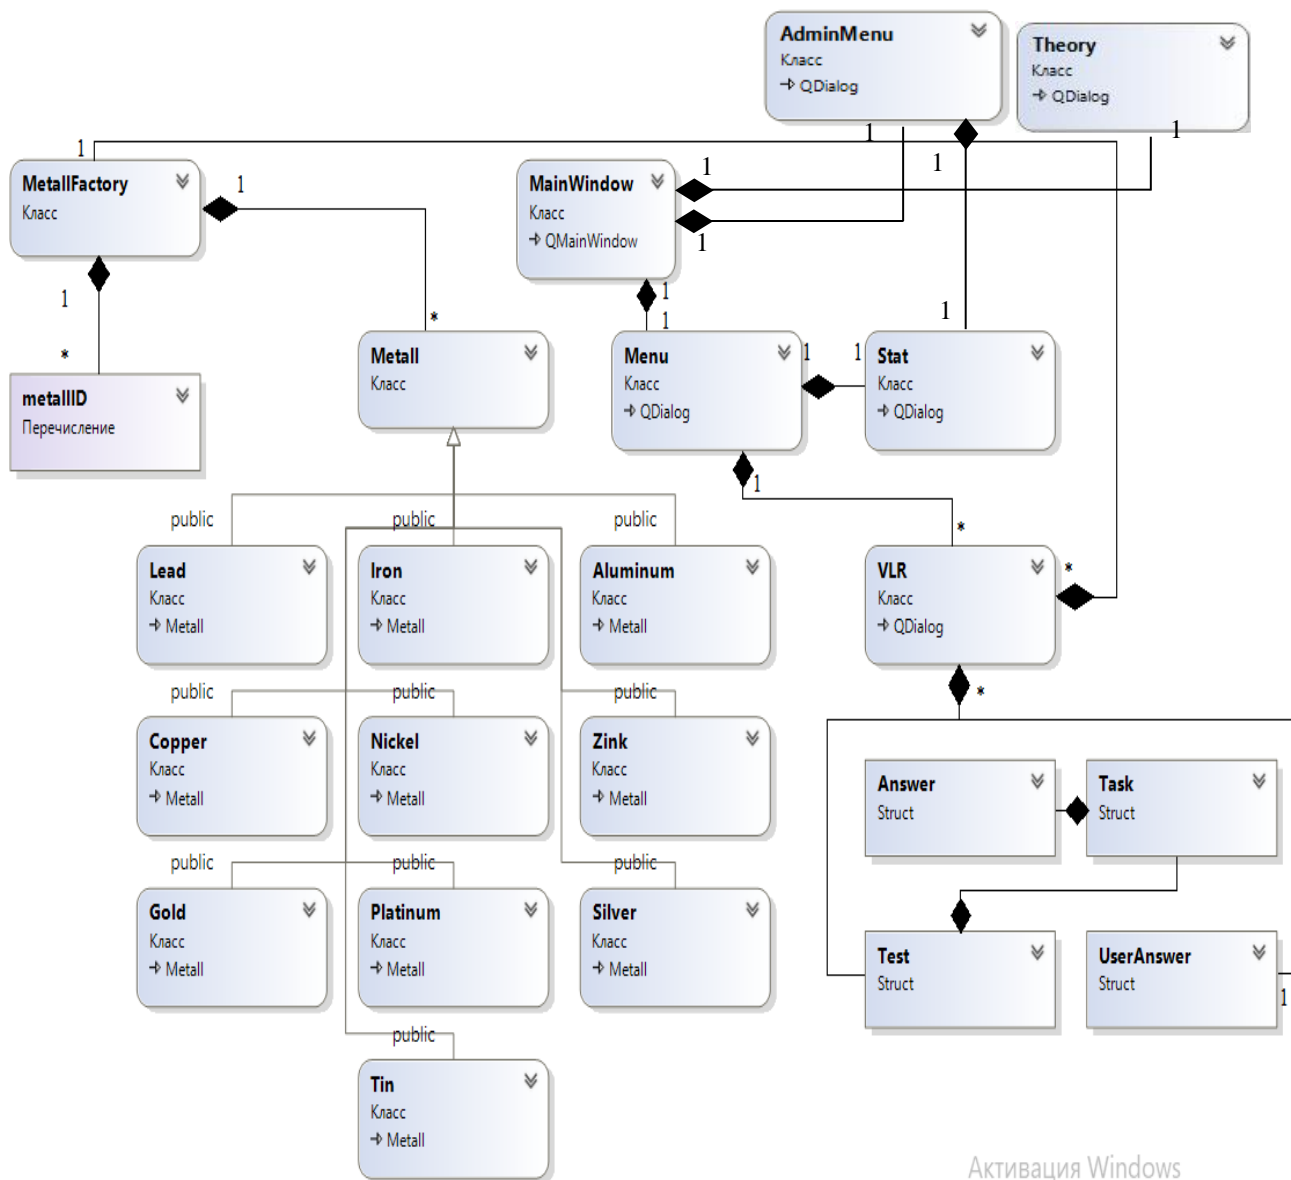 AdminMenu
Класс
QDialog
Theory
Класс
QDialog
1
1
1
1
MetallFactory
Класс
1
1
*
metallID
Перечисление
MainWindow
Класс
QMainWindow
1
1
1
1
*
Metall
Класс
Menu
Класс
QDialog
1
1
1
Stat
Класс
QDialog
1
*
public
public
public
Lead
Класс
Metall
Iron
Класс
Metall
Aluminum
Класс
Metall
VLR
Класс
QDialog
*
*
public
public
public
Copper
Класс
Metall
Nickel
Класс
Metall
Zink
Класс
Metall
Answer
Struct
Task
Struct
public
public
Gold
Класс
Metall
Platinum
Класс
Metall
Silver
Класс
Metall
Test
Struct
UserAnswer
Struct
1
public
Tin
Класс
Metall
Активация Windows